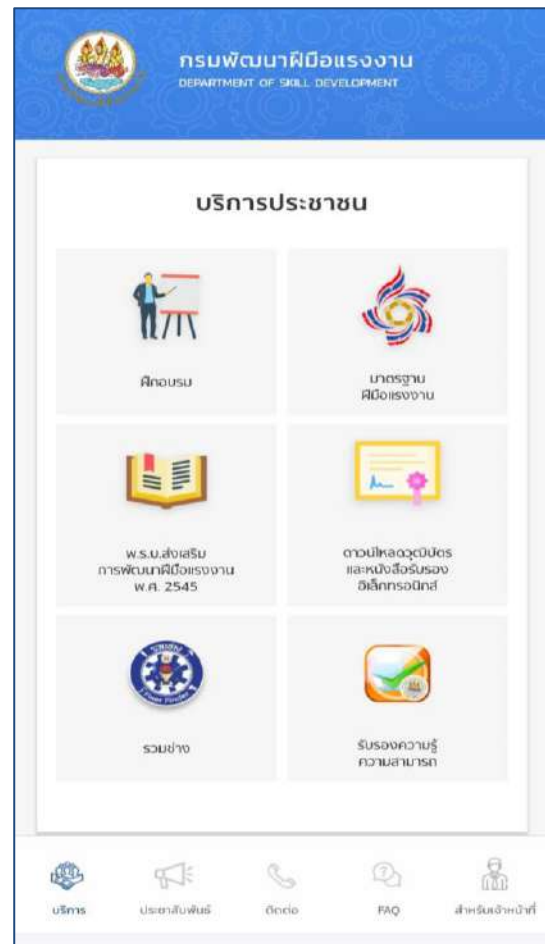 กรมพัฒนาฝีมือแรงงาน
DEPARTMENT OF SKILL DEVELOPMENT
บริการประชาชน
ฝึกอบรม
มาตรฐาน
ฝีมือแรงงาน
พ.ร.บ.ส่งเสริม
การพัฒนาฝีมือแรงงาน
พ.ศ. 2545
ดาวน์โหลดวุฒิบัตร
และหนังสือรับรอง
อิเล็กทรอนิกส์
รวมช่าง
รับรองความรู้
ความสามารถ
บริการ
ประชาสัมพันธ์
ติดต่อ
FAQ
สำหรับเจ้าหน้าที่